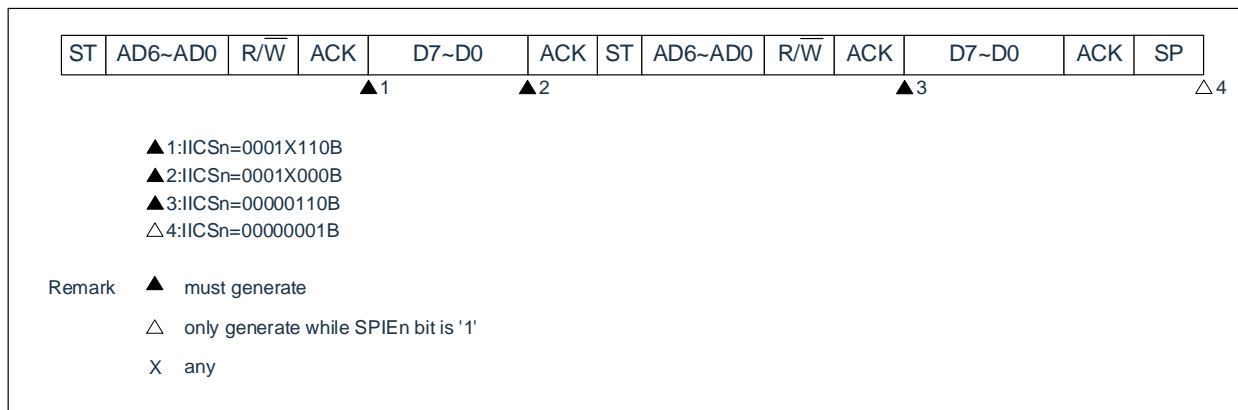 ST AD6~AD0 R/W̅ ACK D7~D0 ACK ST AD6~AD0 R/W̅ ACK D7~D0 ACK SP
▲1 ▲2 ▲3 △4
▲1:IICSn=0001X110B
▲2:IICSn=0001X000B
▲3:IICSn=00000110B
△4:IICSn=00000001B
Remark ▲ must generate
△ only generate while SPIEn bit is '1'
X any